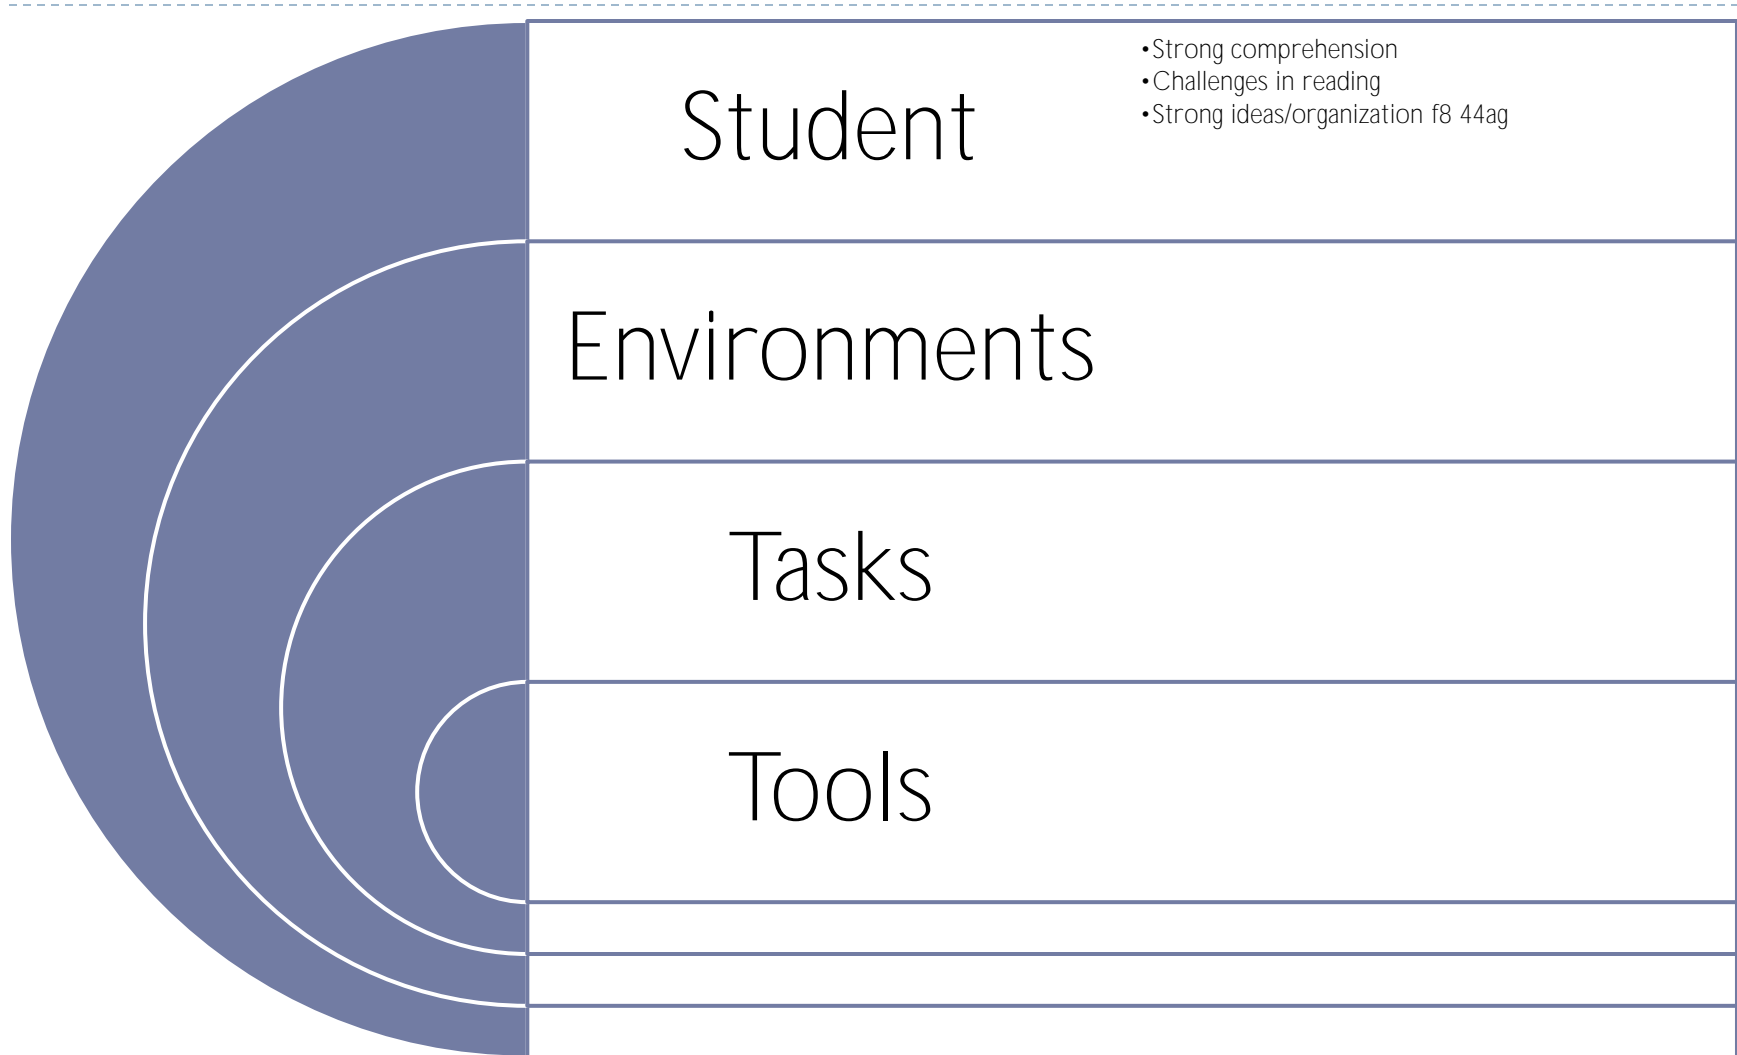 Student
•Strong comprehension
•Challenges in reading
•Strong ideas/organization f8 44ag
Environments
Tasks
Tools